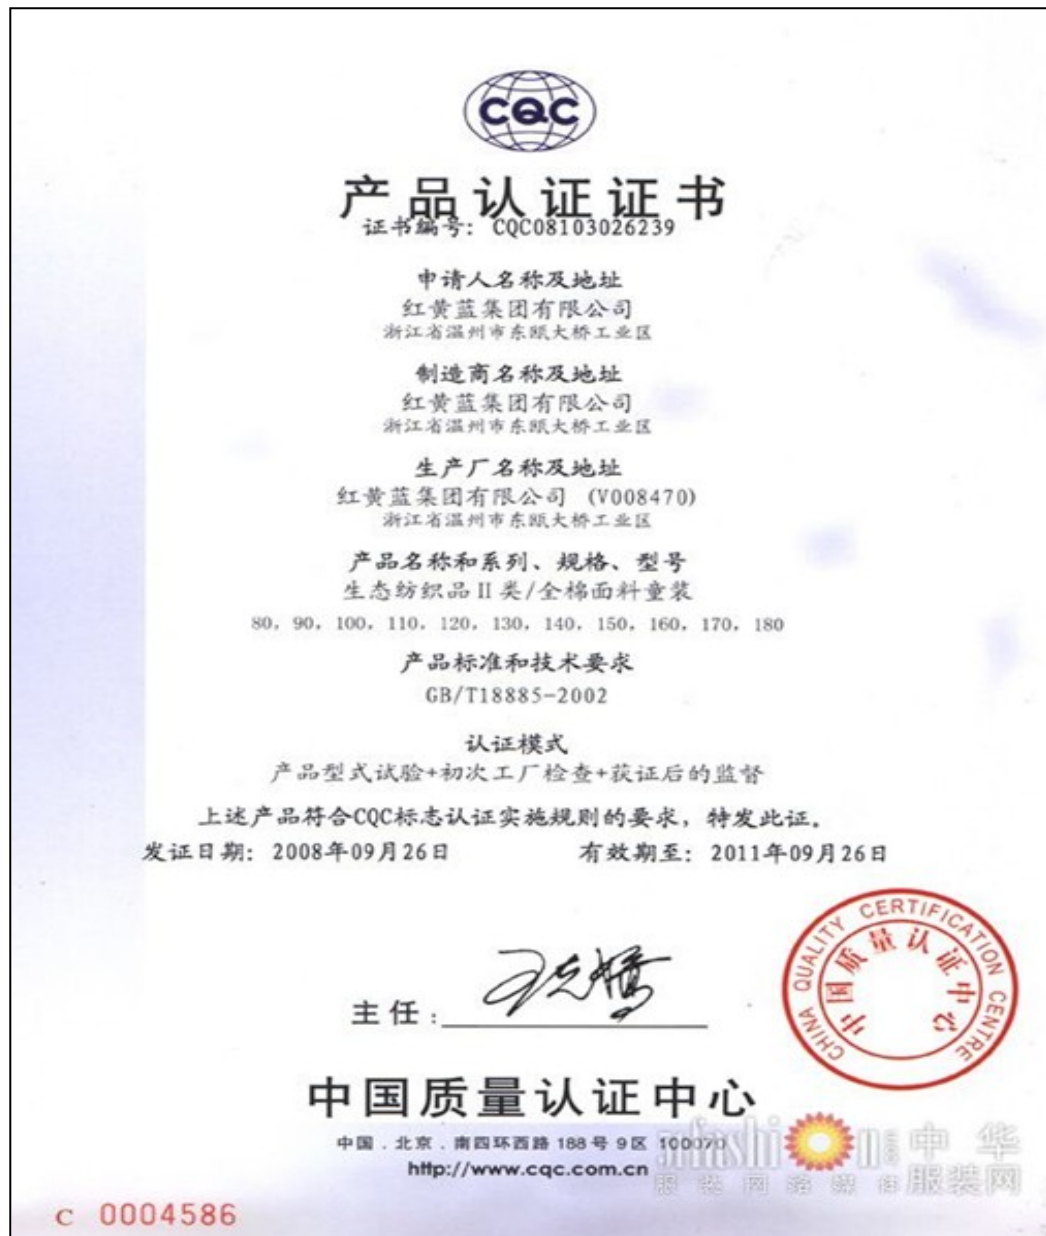 CQC
产品认证证书
证书编号: CQC08103026239
申请人名称及地址
红黄蓝集团有限公司
浙江省温州市东瓯大桥工业区
制造商名称及地址
红黄蓝集团有限公司
浙江省温州市东瓯大桥工业区
生产厂名称及地址
红黄蓝集团有限公司 (V008470)
浙江省温州市东瓯大桥工业区
产品名称和系列、规格、型号
生态纺织品II类/全棉面料童装
80, 90, 100, 110, 120, 130, 140, 150, 160, 170, 180
产品标准和技术要求
GB/T18885-2002
认证模式
产品型式试验+初次工厂检查+获证后的监督
上述产品符合CQC标志认证实施规则的要求, 特发此证。
发证日期: 2008年09月26日 有效期至: 2011年09月26日
CHINA QUALITY CERTIFICATION CENTRE
中国质量认证中心
主任:
中国质量认证中心
中国.北京.南四环西路188号9区 100070
http://www.cqc.com.cn
中华
服装网络媒体 服装网
C 0004586